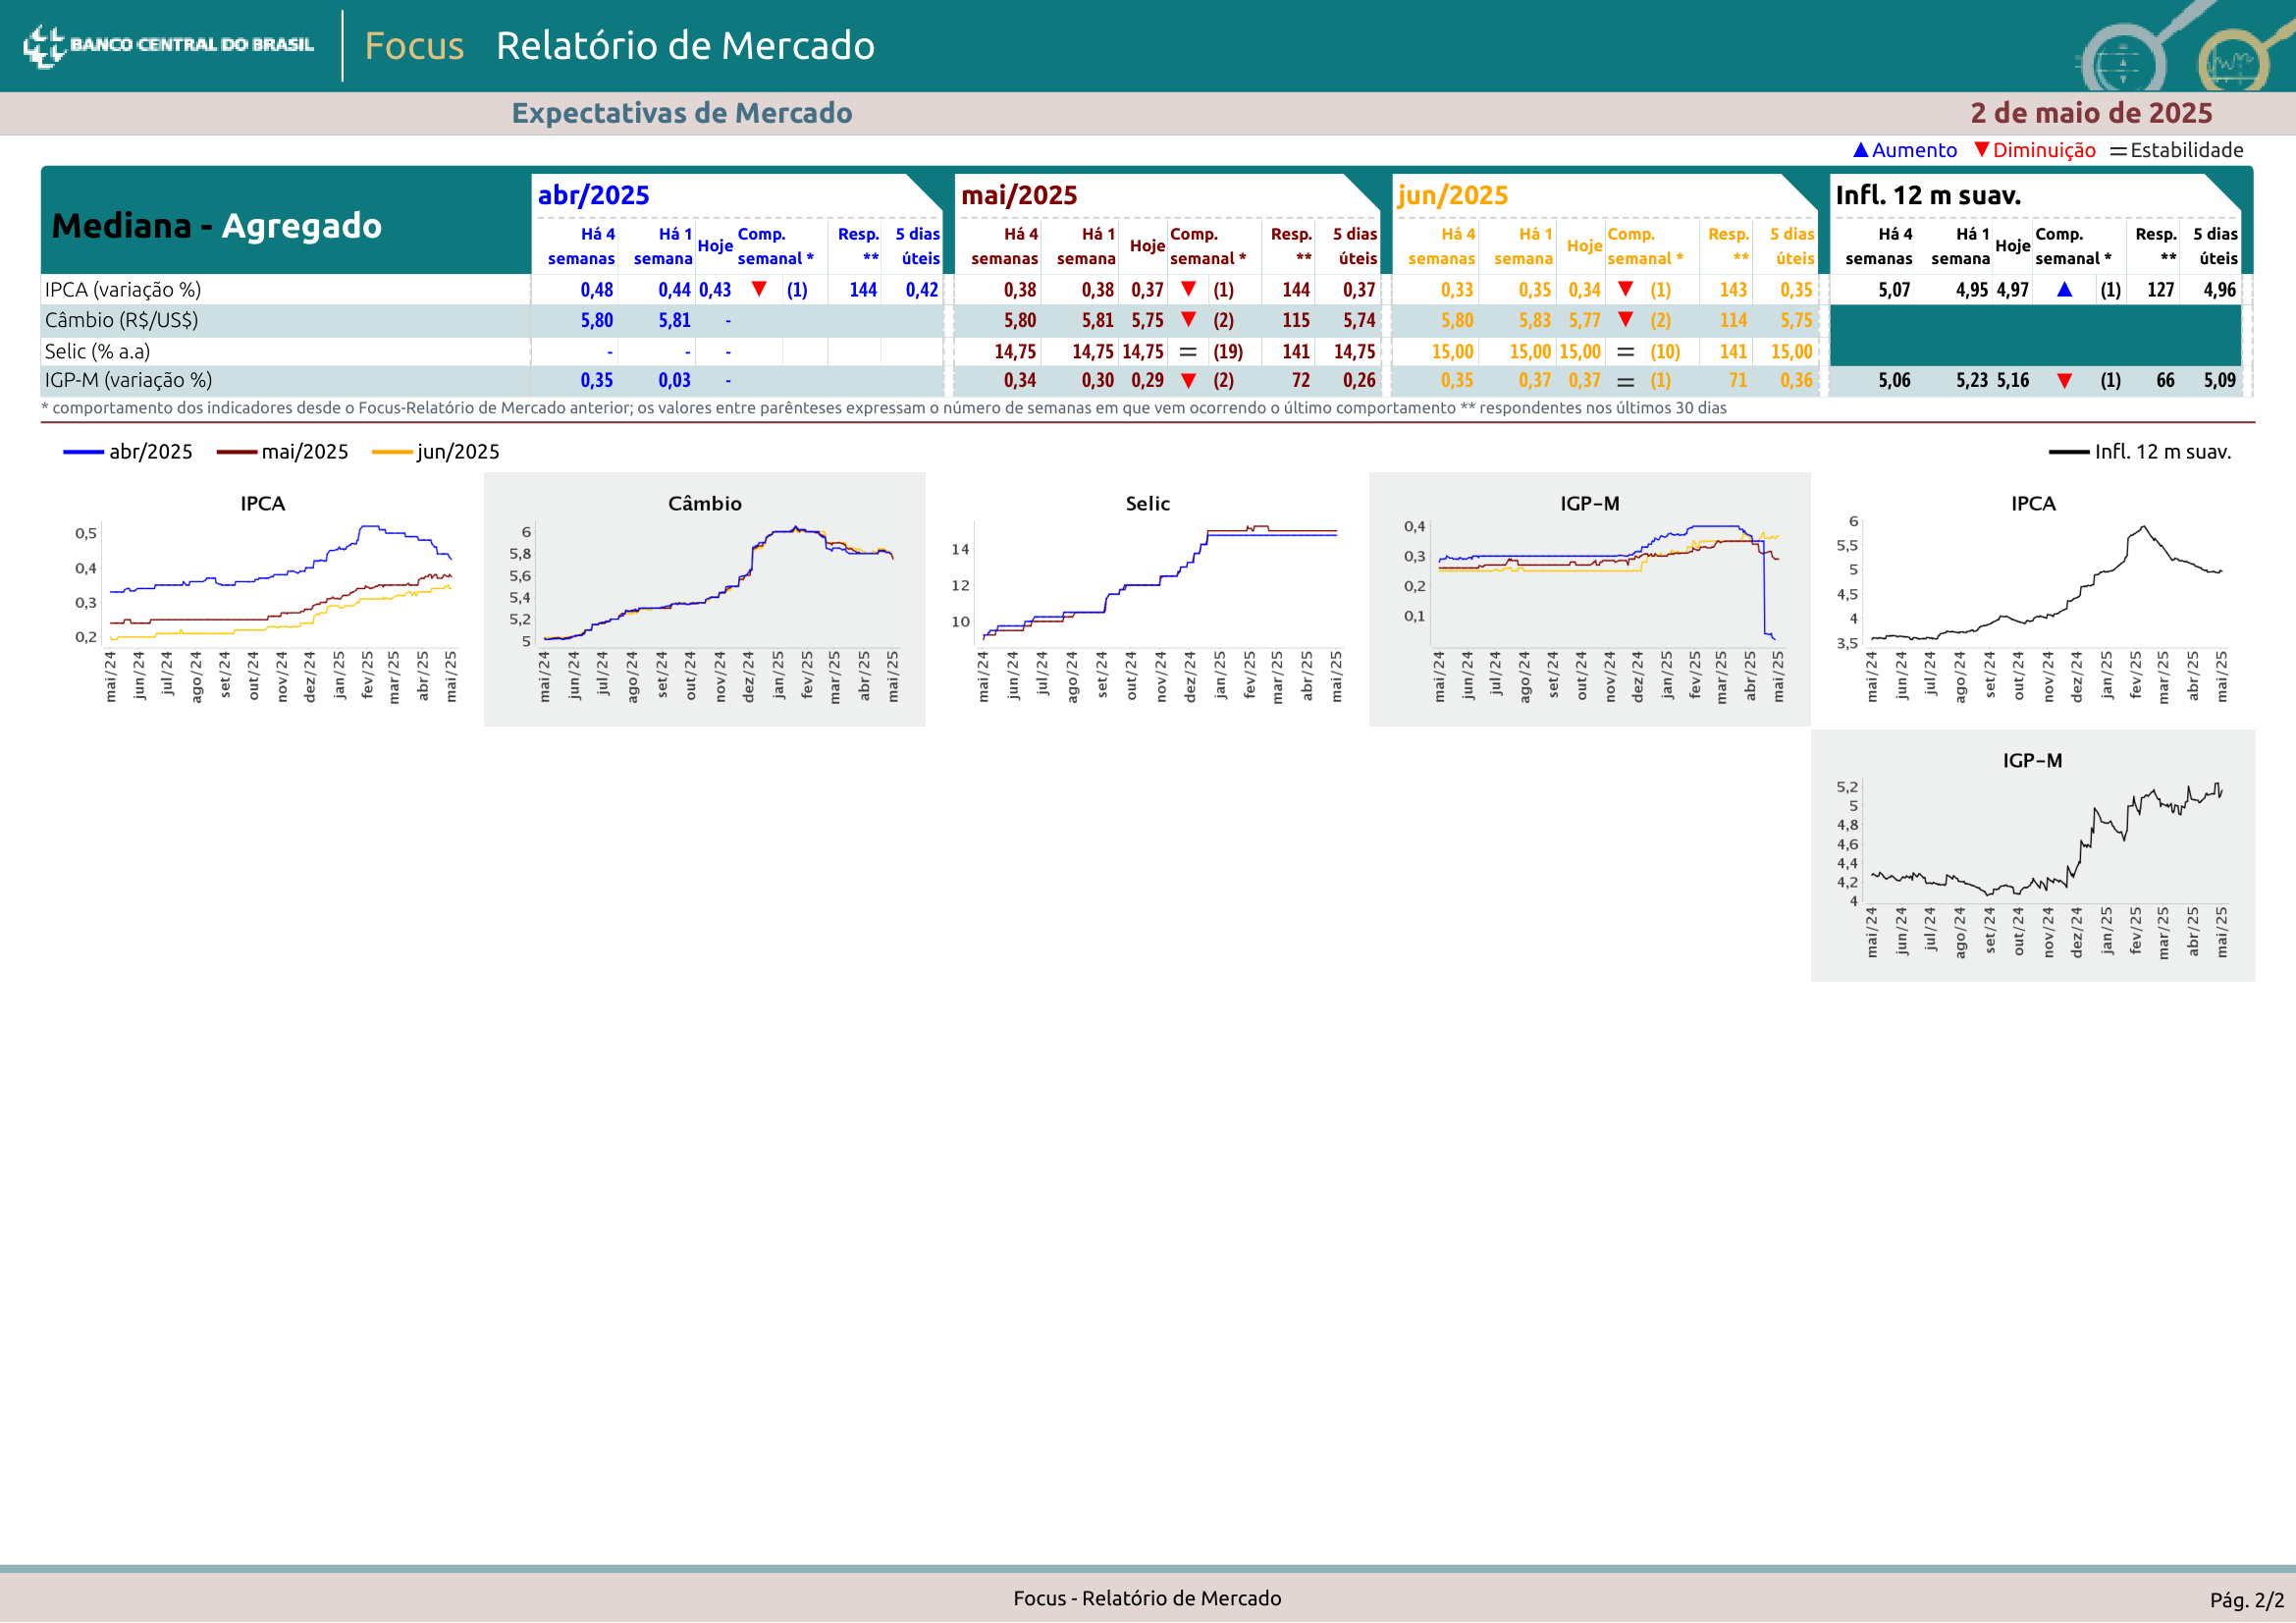 BANCO CENTRAL DO BRASIL
Focus Relatório de Mercado
Expectativas de Mercado 2 de maio de 2025
▲Aumento ▼Diminuição =Estabilidade
Mediana - Agregado
abr/2025 mai/2025 jun/2025 Infl. 12 m suav.
Há 4 semanas Há 1 semana Hoje Comp. semanal * Resp. ** 5 dias úteis Há 4 semanas Há 1 semana Hoje Comp. semanal * Resp. ** 5 dias úteis Há 4 semanas Há 1 semana Hoje Comp. semanal * Resp. ** 5 dias úteis Há 4 semanas Há 1 semana Hoje Comp. semanal * Resp. ** 5 dias úteis
IPCA (variação %) 0,48 0,44 0,43 ▼ (1) 144 0,42 0,38 0,38 0,37 ▼ (1) 144 0,37 0,33 0,35 0,34 ▼ (1) 143 0,35 5,07 4,95 4,97 ▲ (1) 127 4,96
Câmbio (R$/US$) 5,80 5,81 - 5,80 5,81 5,75 ▼ (2) 115 5,74 5,80 5,83 5,77 ▼ (2) 114 5,75
Selic (% a.a) - - - 14,75 14,75 14,75 = (19) 141 14,75 15,00 15,00 15,00 = (10) 141 15,00
IGP-M (variação %) 0,35 0,03 - 0,34 0,30 0,29 ▼ (2) 72 0,26 0,35 0,37 0,37 = (1) 71 0,36 5,06 5,23 5,16 ▼ (1) 66 5,09
* comportamento dos indicadores desde o Focus-Relatório de Mercado anterior; os valores entre parênteses expressam o número de semanas em que vem ocorrendo o último comportamento ** respondentes nos últimos 30 dias
abr/2025 mai/2025 jun/2025 Infl. 12 m suav.
IPCA
0,5
0,4
0,3
0,2
mai/24 jun/24 jul/24 ago/24 set/24 out/24 nov/24 dez/24 jan/25 fev/25 mar/25 abr/25 mai/25
Câmbio
6
5,8
5,6
5,4
5,2
5
mai/24 jun/24 jul/24 ago/24 set/24 out/24 nov/24 dez/24 jan/25 fev/25 mar/25 abr/25 mai/25
Selic
14
12
10
mai/24 jun/24 jul/24 ago/24 set/24 out/24 nov/24 dez/24 jan/25 fev/25 mar/25 abr/25 mai/25
IGP-M
0,4
0,3
0,2
0,1
mai/24 jun/24 jul/24 ago/24 set/24 out/24 nov/24 dez/24 jan/25 fev/25 mar/25 abr/25 mai/25
IPCA
6
5,5
5
4,5
4
3,5
mai/24 jun/24 jul/24 ago/24 set/24 out/24 nov/24 dez/24 jan/25 fev/25 mar/25 abr/25 mai/25
IGP-M
5,2
5
4,8
4,6
4,4
4,2
4
mai/24 jun/24 jul/24 ago/24 set/24 out/24 nov/24 dez/24 jan/25 fev/25 mar/25 abr/25 mai/25
Focus - Relatório de Mercado
Pág. 2/2